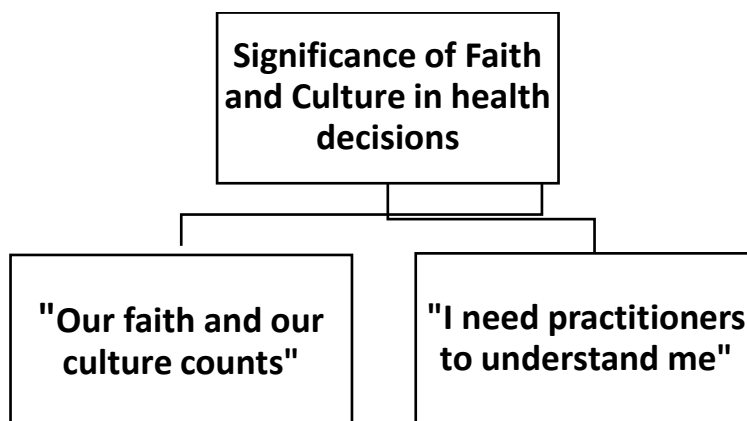 Significance of Faith
and Culture in health
decisions
"Our faith and our
culture counts"
"I need practitioners
to understand me"